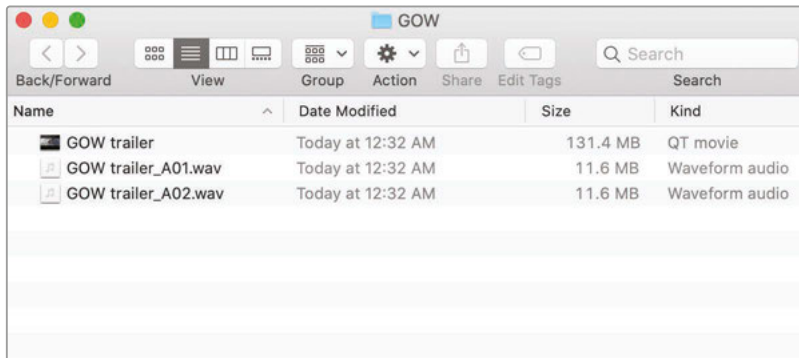 GOW
Search
Back/Forward View Group Action Share Edit Tags Search
Name Date Modified Size Kind
GOW trailer Today at 12:32 AM 131.4 MB QT movie
GOW trailer_A01.wav Today at 12:32 AM 11.6 MB Waveform audio
GOW trailer_A02.wav Today at 12:32 AM 11.6 MB Waveform audio